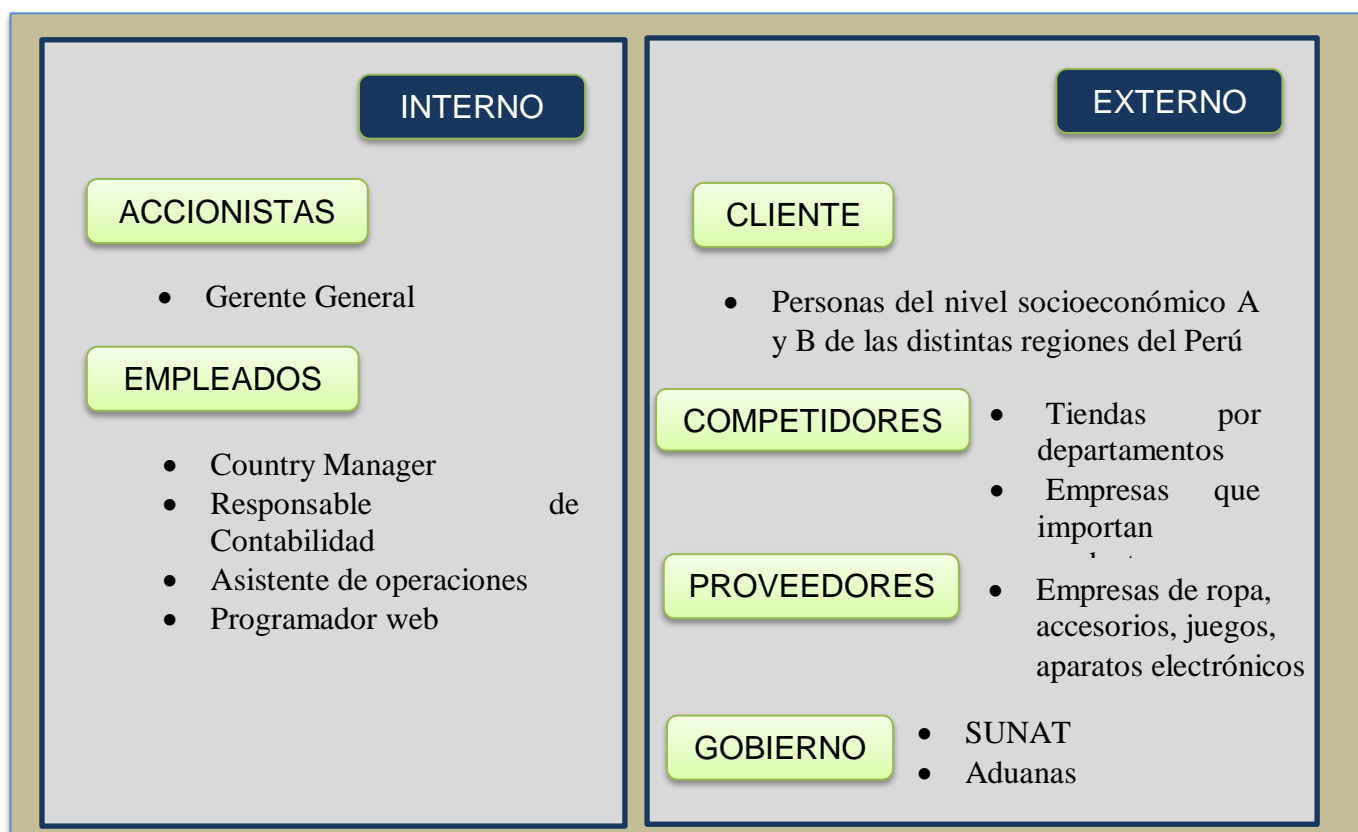 INTERNO
ACCIONISTAS
• Gerente General
EMPLEADOS
• Country Manager
• Responsable de
Contabilidad
• Asistente de operaciones
• Programador web
EXTERNO
CLIENTE
• Personas del nivel socioeconómico A
y B de las distintas regiones del Perú
COMPETIDORES
• Tiendas por
departamentos
• Empresas que
importan
PROVEEDORES
• Empresas de ropa,
accesorios, juegos,
aparatos electrónicos
GOBIERNO
• SUNAT
• Aduanas